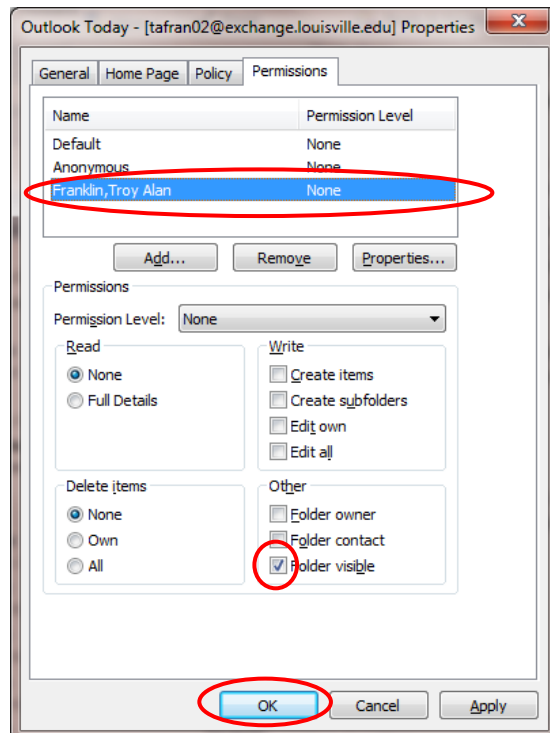 Outlook Today - [tafran02@exchange.louisville.edu] Properties
General Home Page Policy Permissions
Name Permission Level
Default None
Anonymous None
Franklin,Troy Alan None
Add... Remove Properties...
Permissions
Permission Level: None
Read Write
None Create items
Full Details Create subfolders
Edit own
Edit all
Delete items Other
None Folder owner
Own Folder contact
All Folder visible
OK Cancel Apply